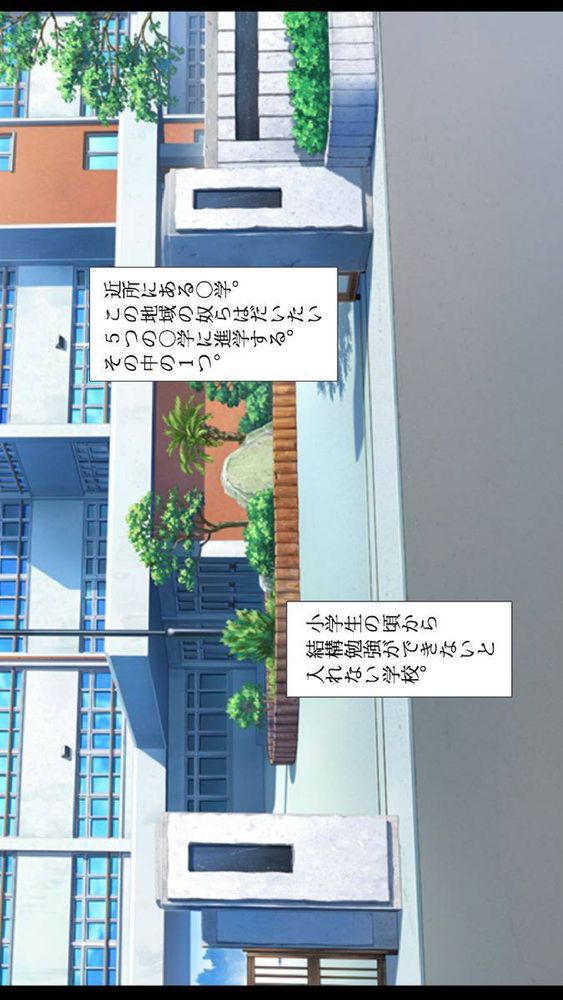 近所にある〇学。
この地域の奴らはだいたい
５つの〇学に進学する。
その中の１つ。
小学生の頃から
結構勉強ができないと
入れない学校。